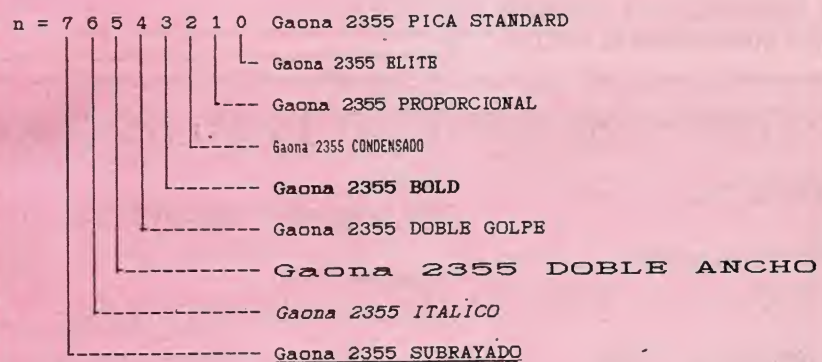 n = 7 6 5 4 3 2 1 0 Gaona 2355 PICA STANDARD
Gaona 2355 ELITE
Gaona 2355 PROPORCIONAL
Gaona 2355 CONDENSADO
Gaona 2355 BOLD
Gaona 2355 DOBLE GOLPE
Gaona 2355 DOBLE ANCHO
Gaona 2355 ITALICO
Gaona 2355 SUBRAYADO